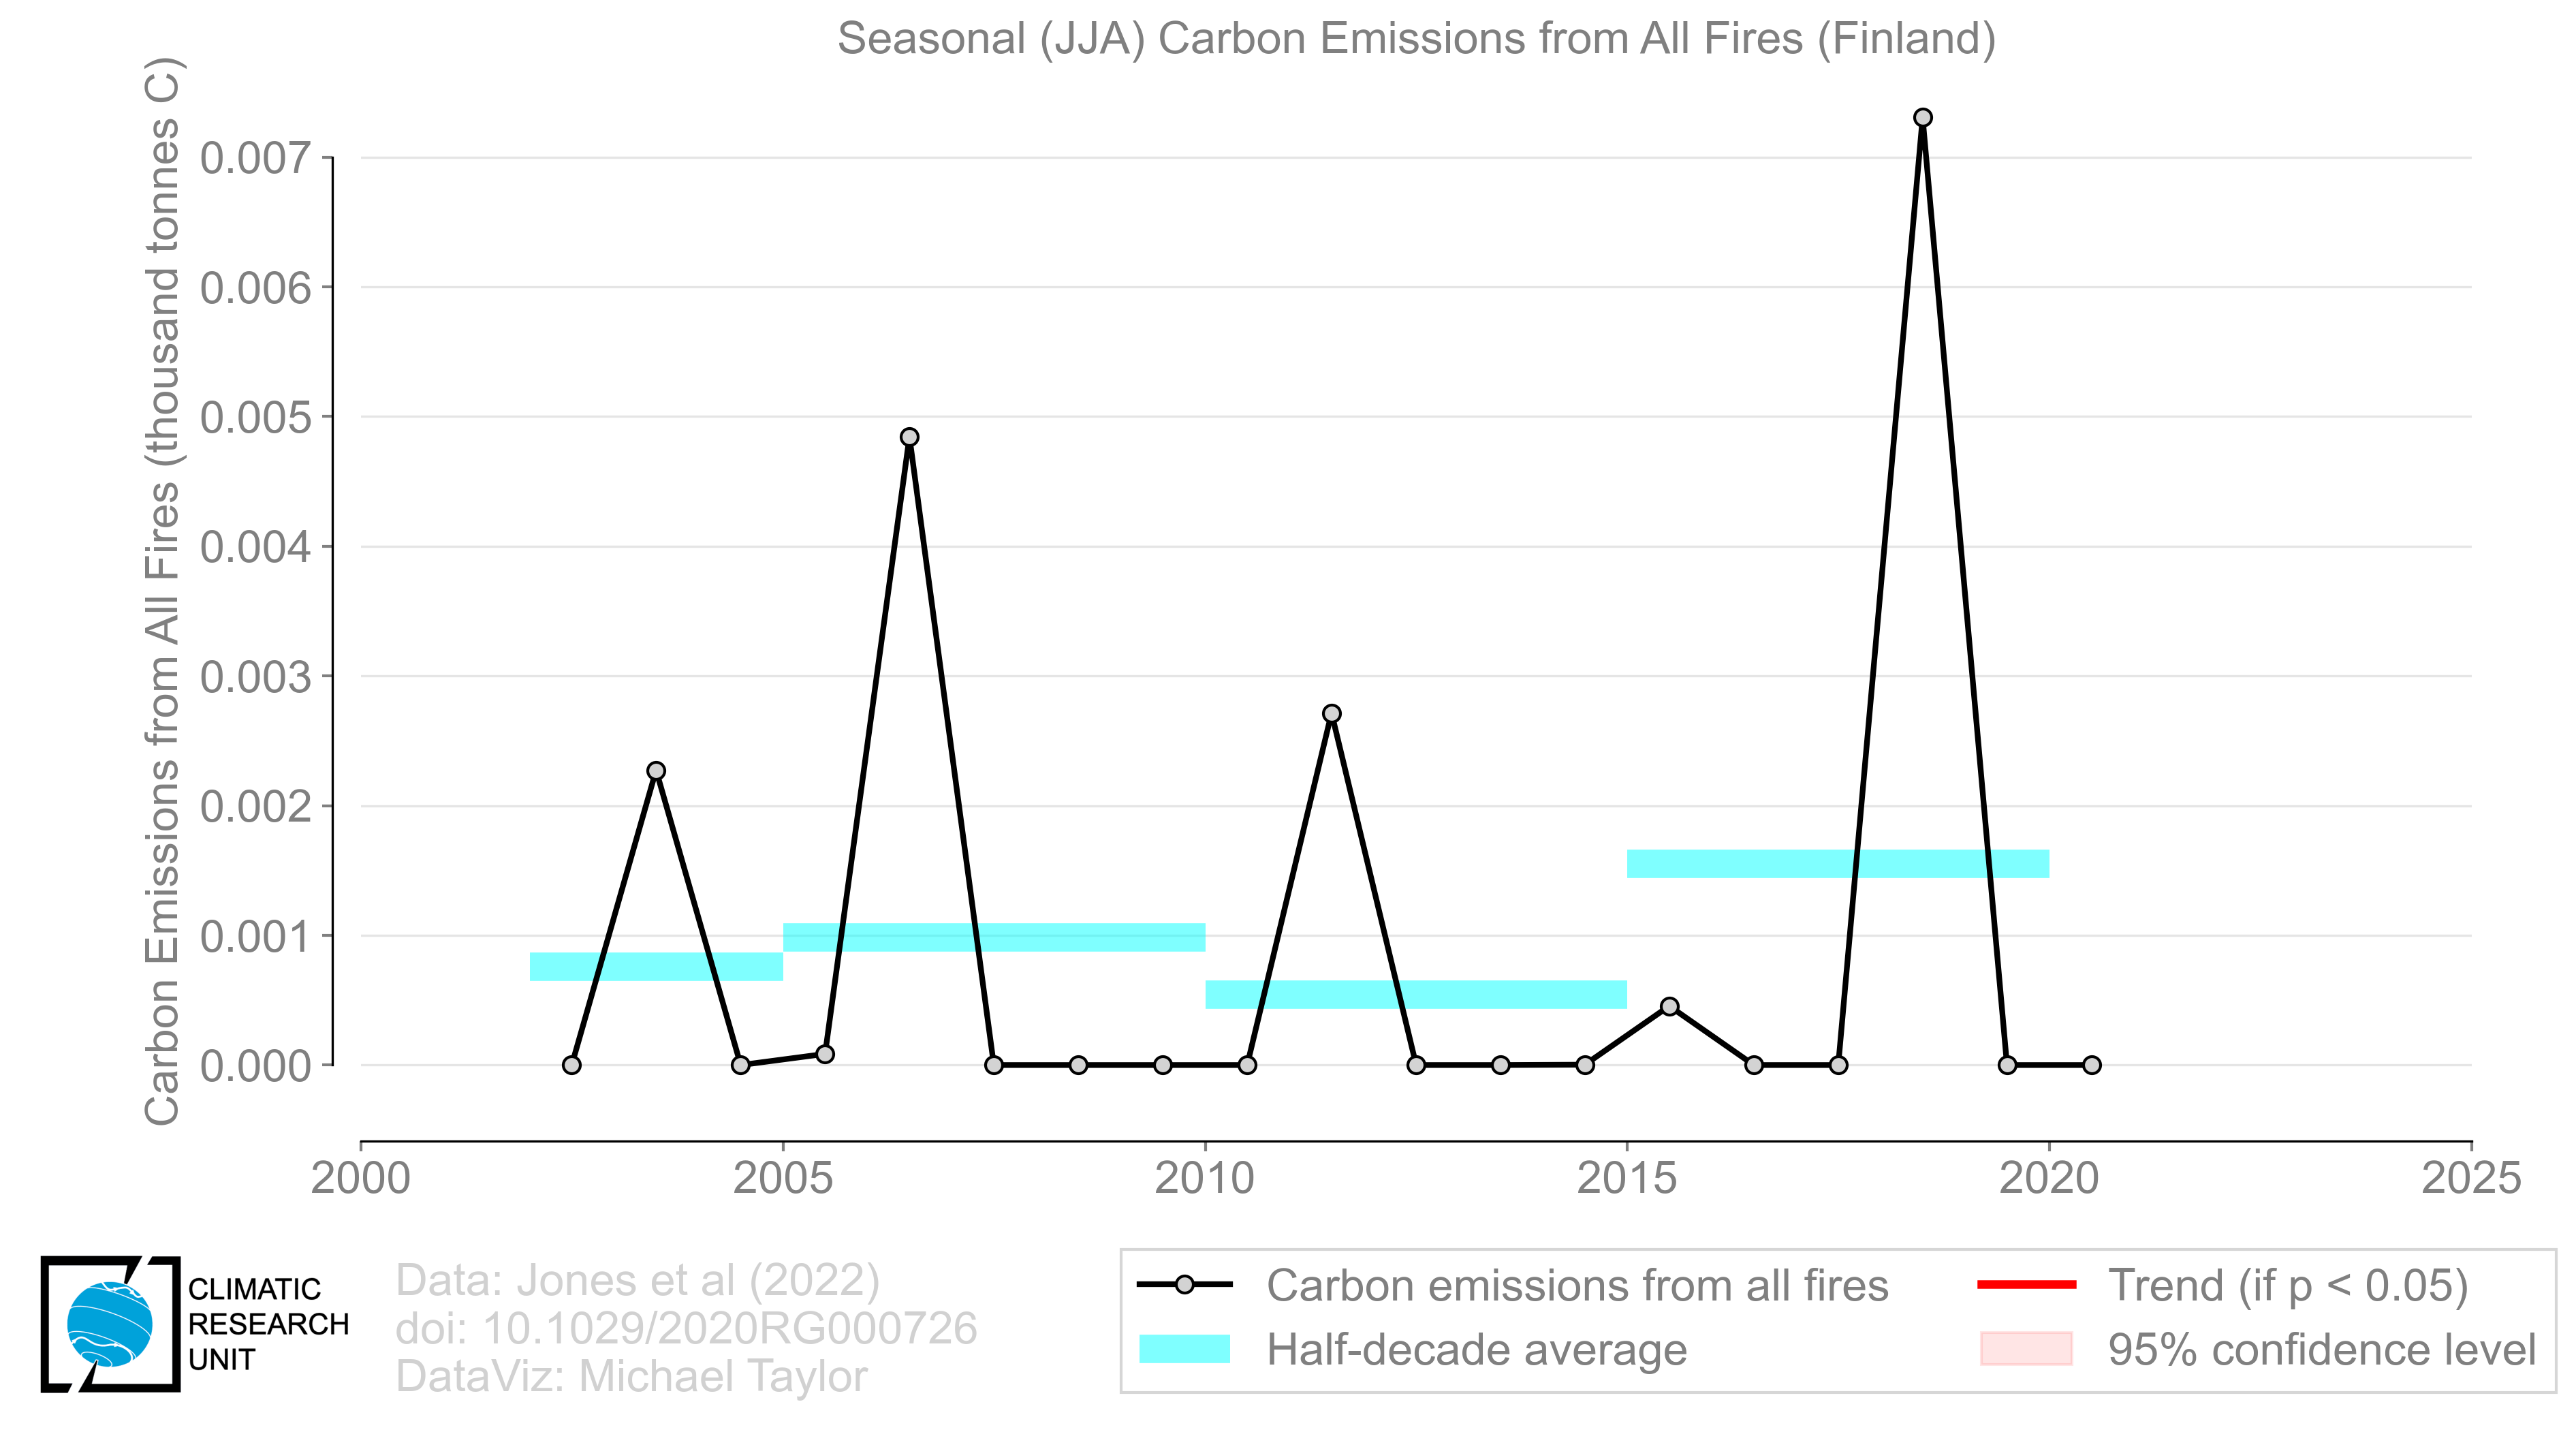 Seasonal (JJA) Carbon Emissions from All Fires (Finland)
Carbon Emissions from All Fires (thousand tonnes C)
0.007
0.006
0.005
0.004
0.003
0.002
0.001
0.000
2000 2005 2010 2015 2020 2025
CLIMATIC
RESEARCH
UNIT
Data: Jones et al (2022)
doi: 10.1029/2020RG000726
DataViz: Michael Taylor
Carbon emissions from all fires
Half-decade average
Trend (if p < 0.05)
95% confidence level